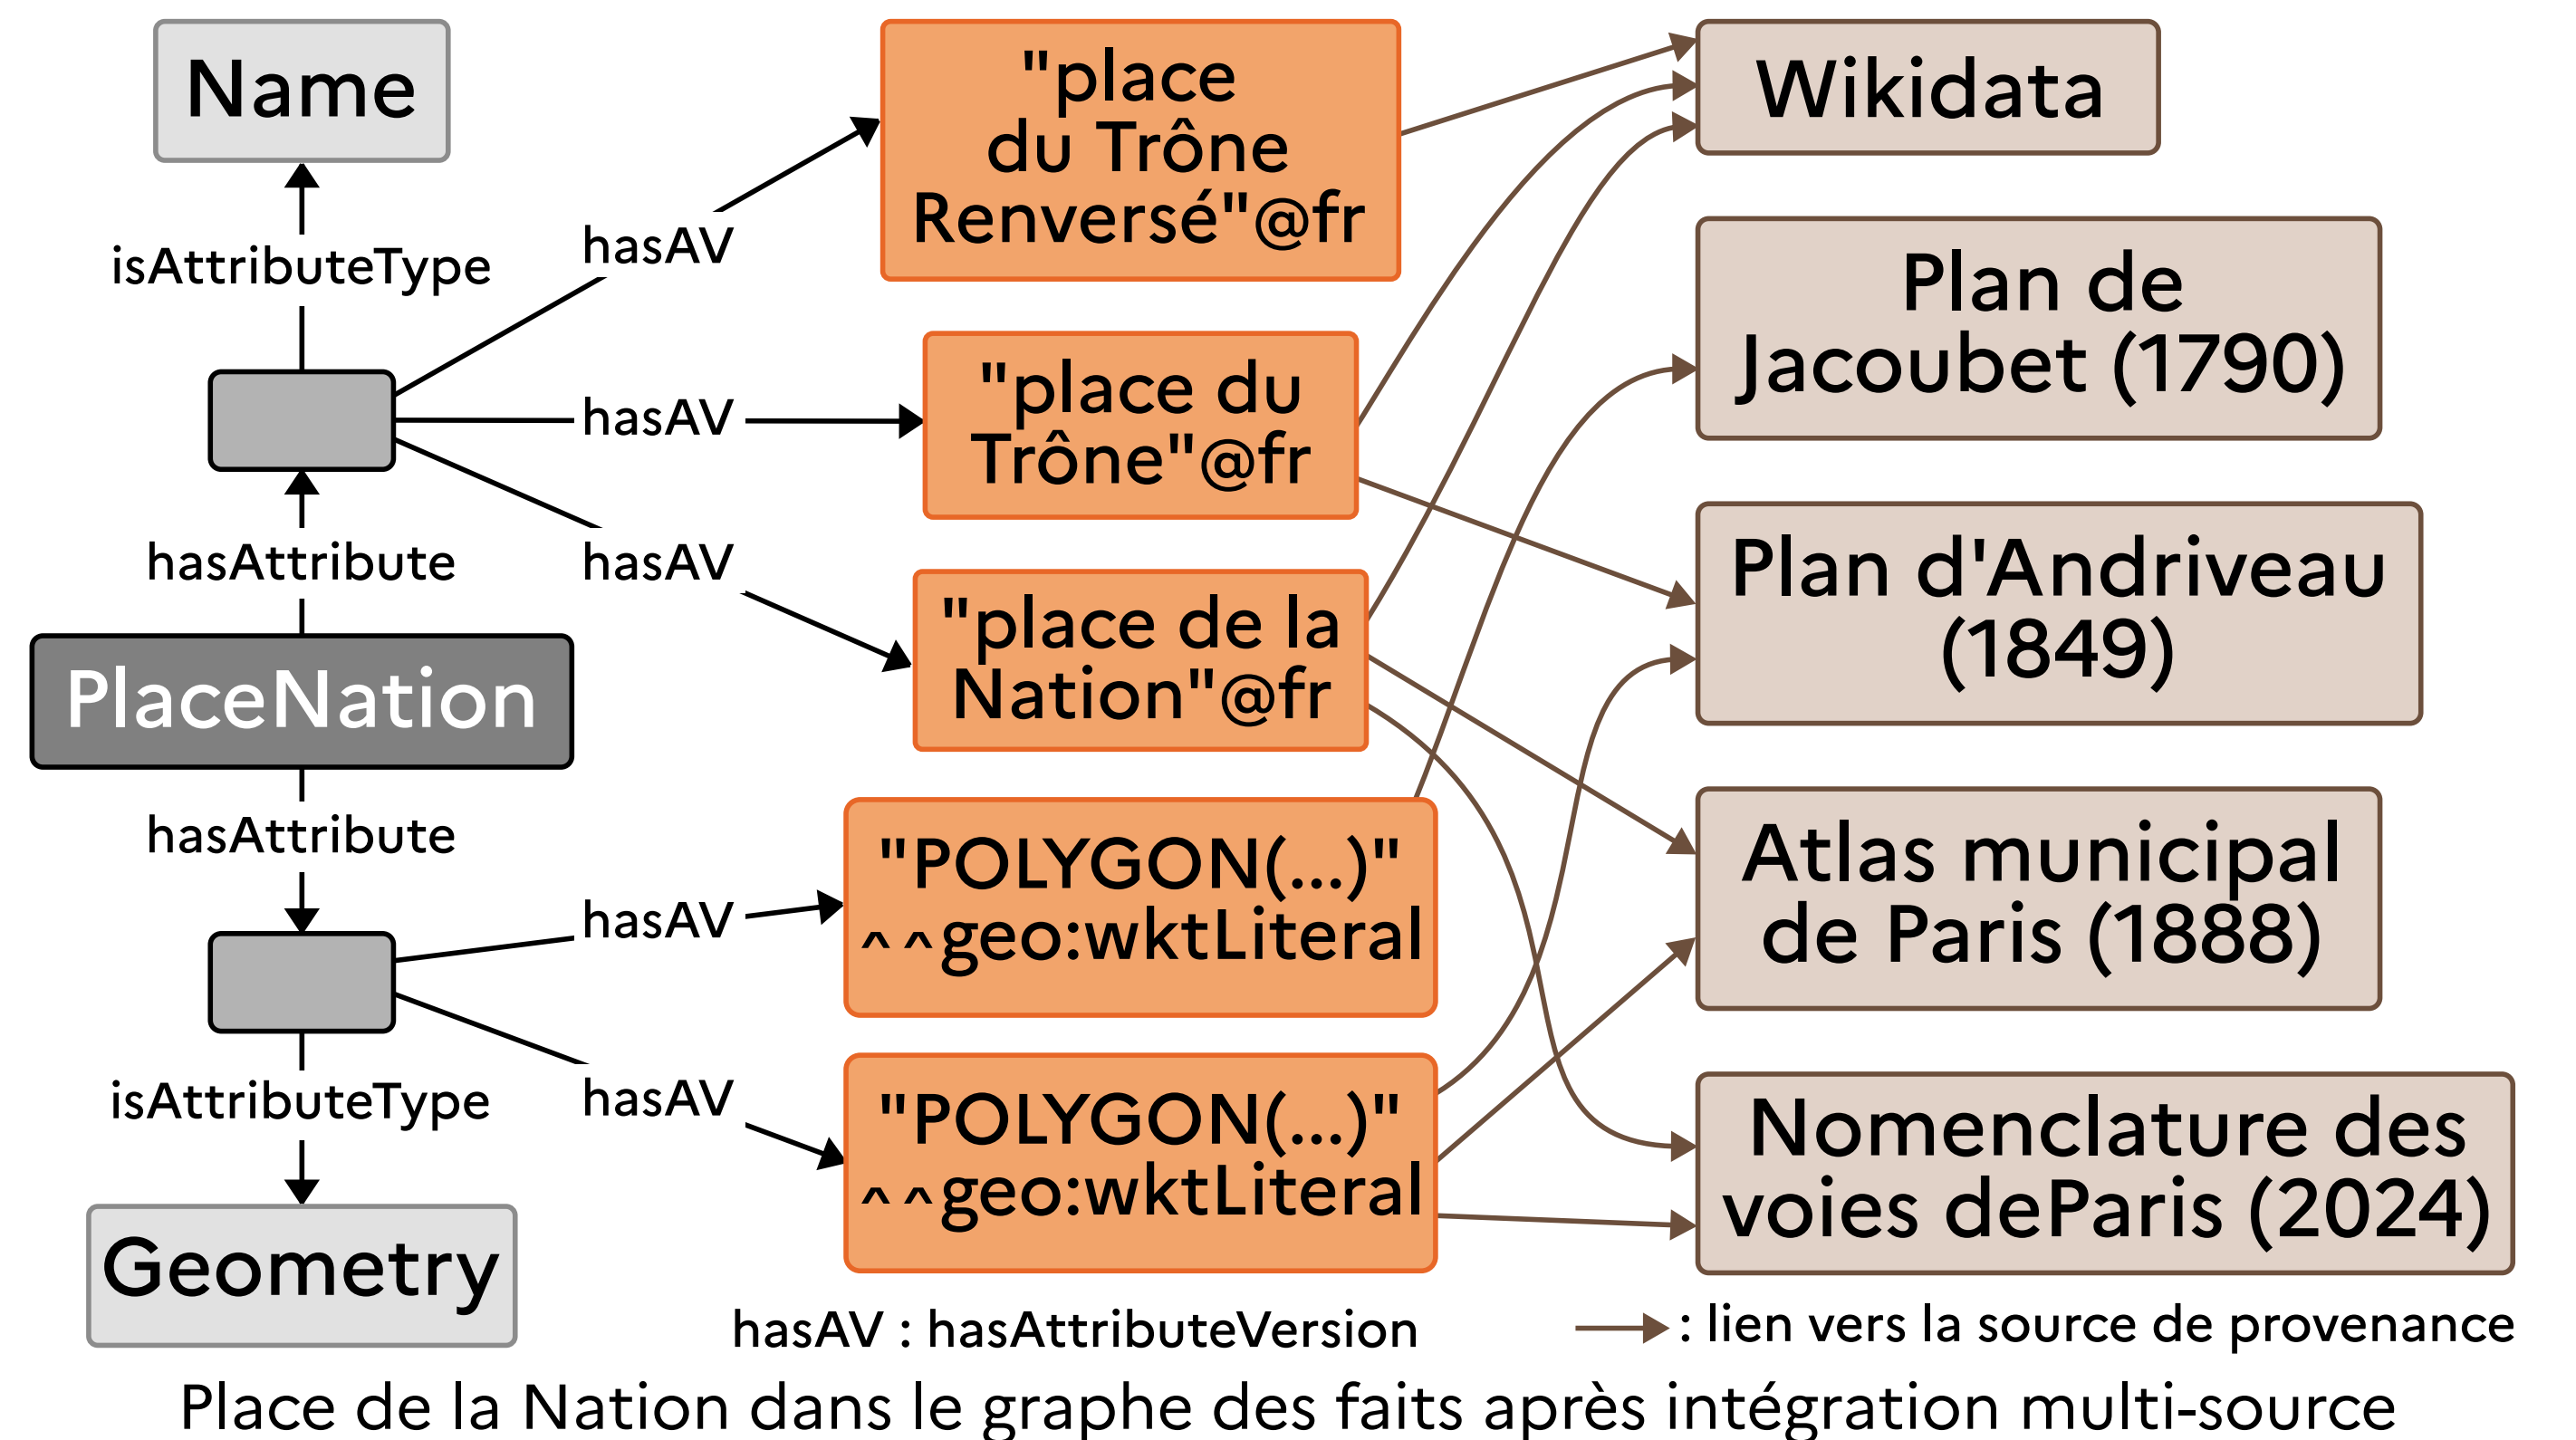 Name
isAttributeType
hasAttribute
PlaceNation
hasAttribute
isAttributeType
Geometry
hasAV
hasAV
hasAV
hasAV
hasAV
"place
du Trône
Renversé"@fr
"place du
Trône"@fr
"place de la
Nation"@fr
"POLYGON(...)"
^^geo:wktLiteral
"POLYGON(...)"
^^geo:wktLiteral
Wikidata
Plan de
Jacoubet (1790)
Plan d'Andriveau
(1849)
Atlas municipal
de Paris (1888)
Nomenclature des
voies deParis (2024)
hasAV : hasAttributeVersion
: lien vers la source de provenance
Place de la Nation dans le graphe des faits après intégration multi-source